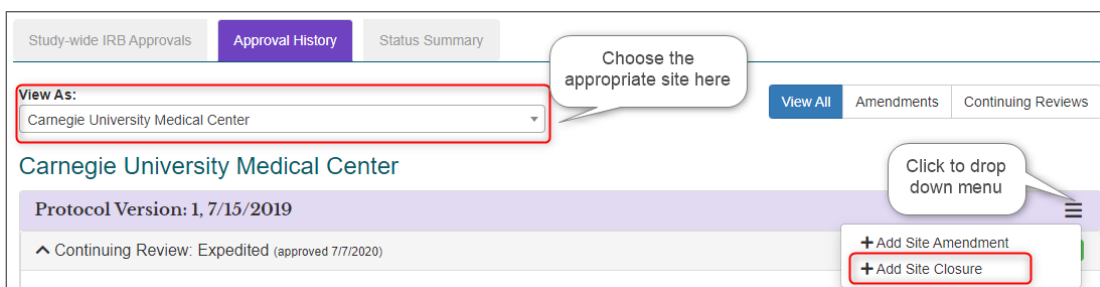 Study-wide IRB Approvals
Approval History
Status Summary
Choose the
appropriate site here
View As:
Carnegie University Medical Center
View All
Amendments
Continuing Reviews
Carnegie University Medical Center
Click to drop
down menu
Protocol Version: 1, 7/15/2019
Continuing Review: Expedited (approved 7/7/2020)
+ Add Site Amendment
+ Add Site Closure